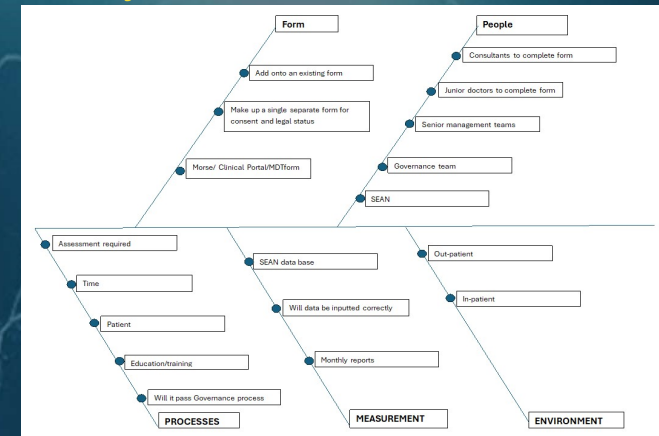 Form
People
Consultants to complete form
Add onto an existing form
Junior doctors to complete form
Make up a single separate form for
consent and legal status
Senior management teams
Morse/ Clinical Portal/MDTform
Governance team
SEAN
Assessment required
Time
Patient
Education/training
Will it pass Governance process
PROCESSES
SEAN data base
Will data be inputted correctly
Monthly reports
MEASUREMENT
Out-patient
In-patient
ENVIRONMENT